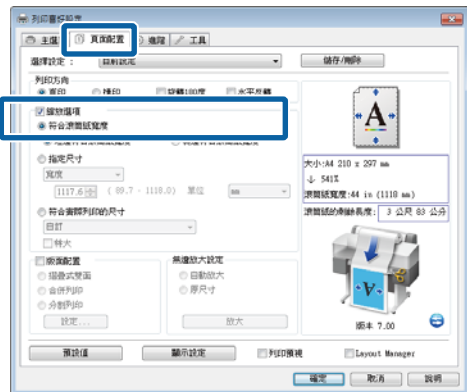 列印喜好設定
主選
頁面配置
進階
工具
選擇設定： 目前設定
儲存/刪除
列印方向
直印 橫印 旋轉180度 水平反轉
縮放選項
符合滾筒紙寬度
指定尺寸
寬度
1117.6 ( 89.7 - 1118.0) 單位 mm
符合實際列印的尺寸
自訂
特大
版面配置
摺疊式雙面
合併列印
分割列印
設定...
無邊放大設定
自動放大
原尺寸
放大
A
大小:A4 210 x 297 mm
↓ 541%
滾筒紙寬度:44 in (1118 mm)
滾筒紙的剩餘長度: 3 公尺 83 公分
版本 7.00
預設值
顯示設定
列印預視
Layout Manager
確定
取消
說明